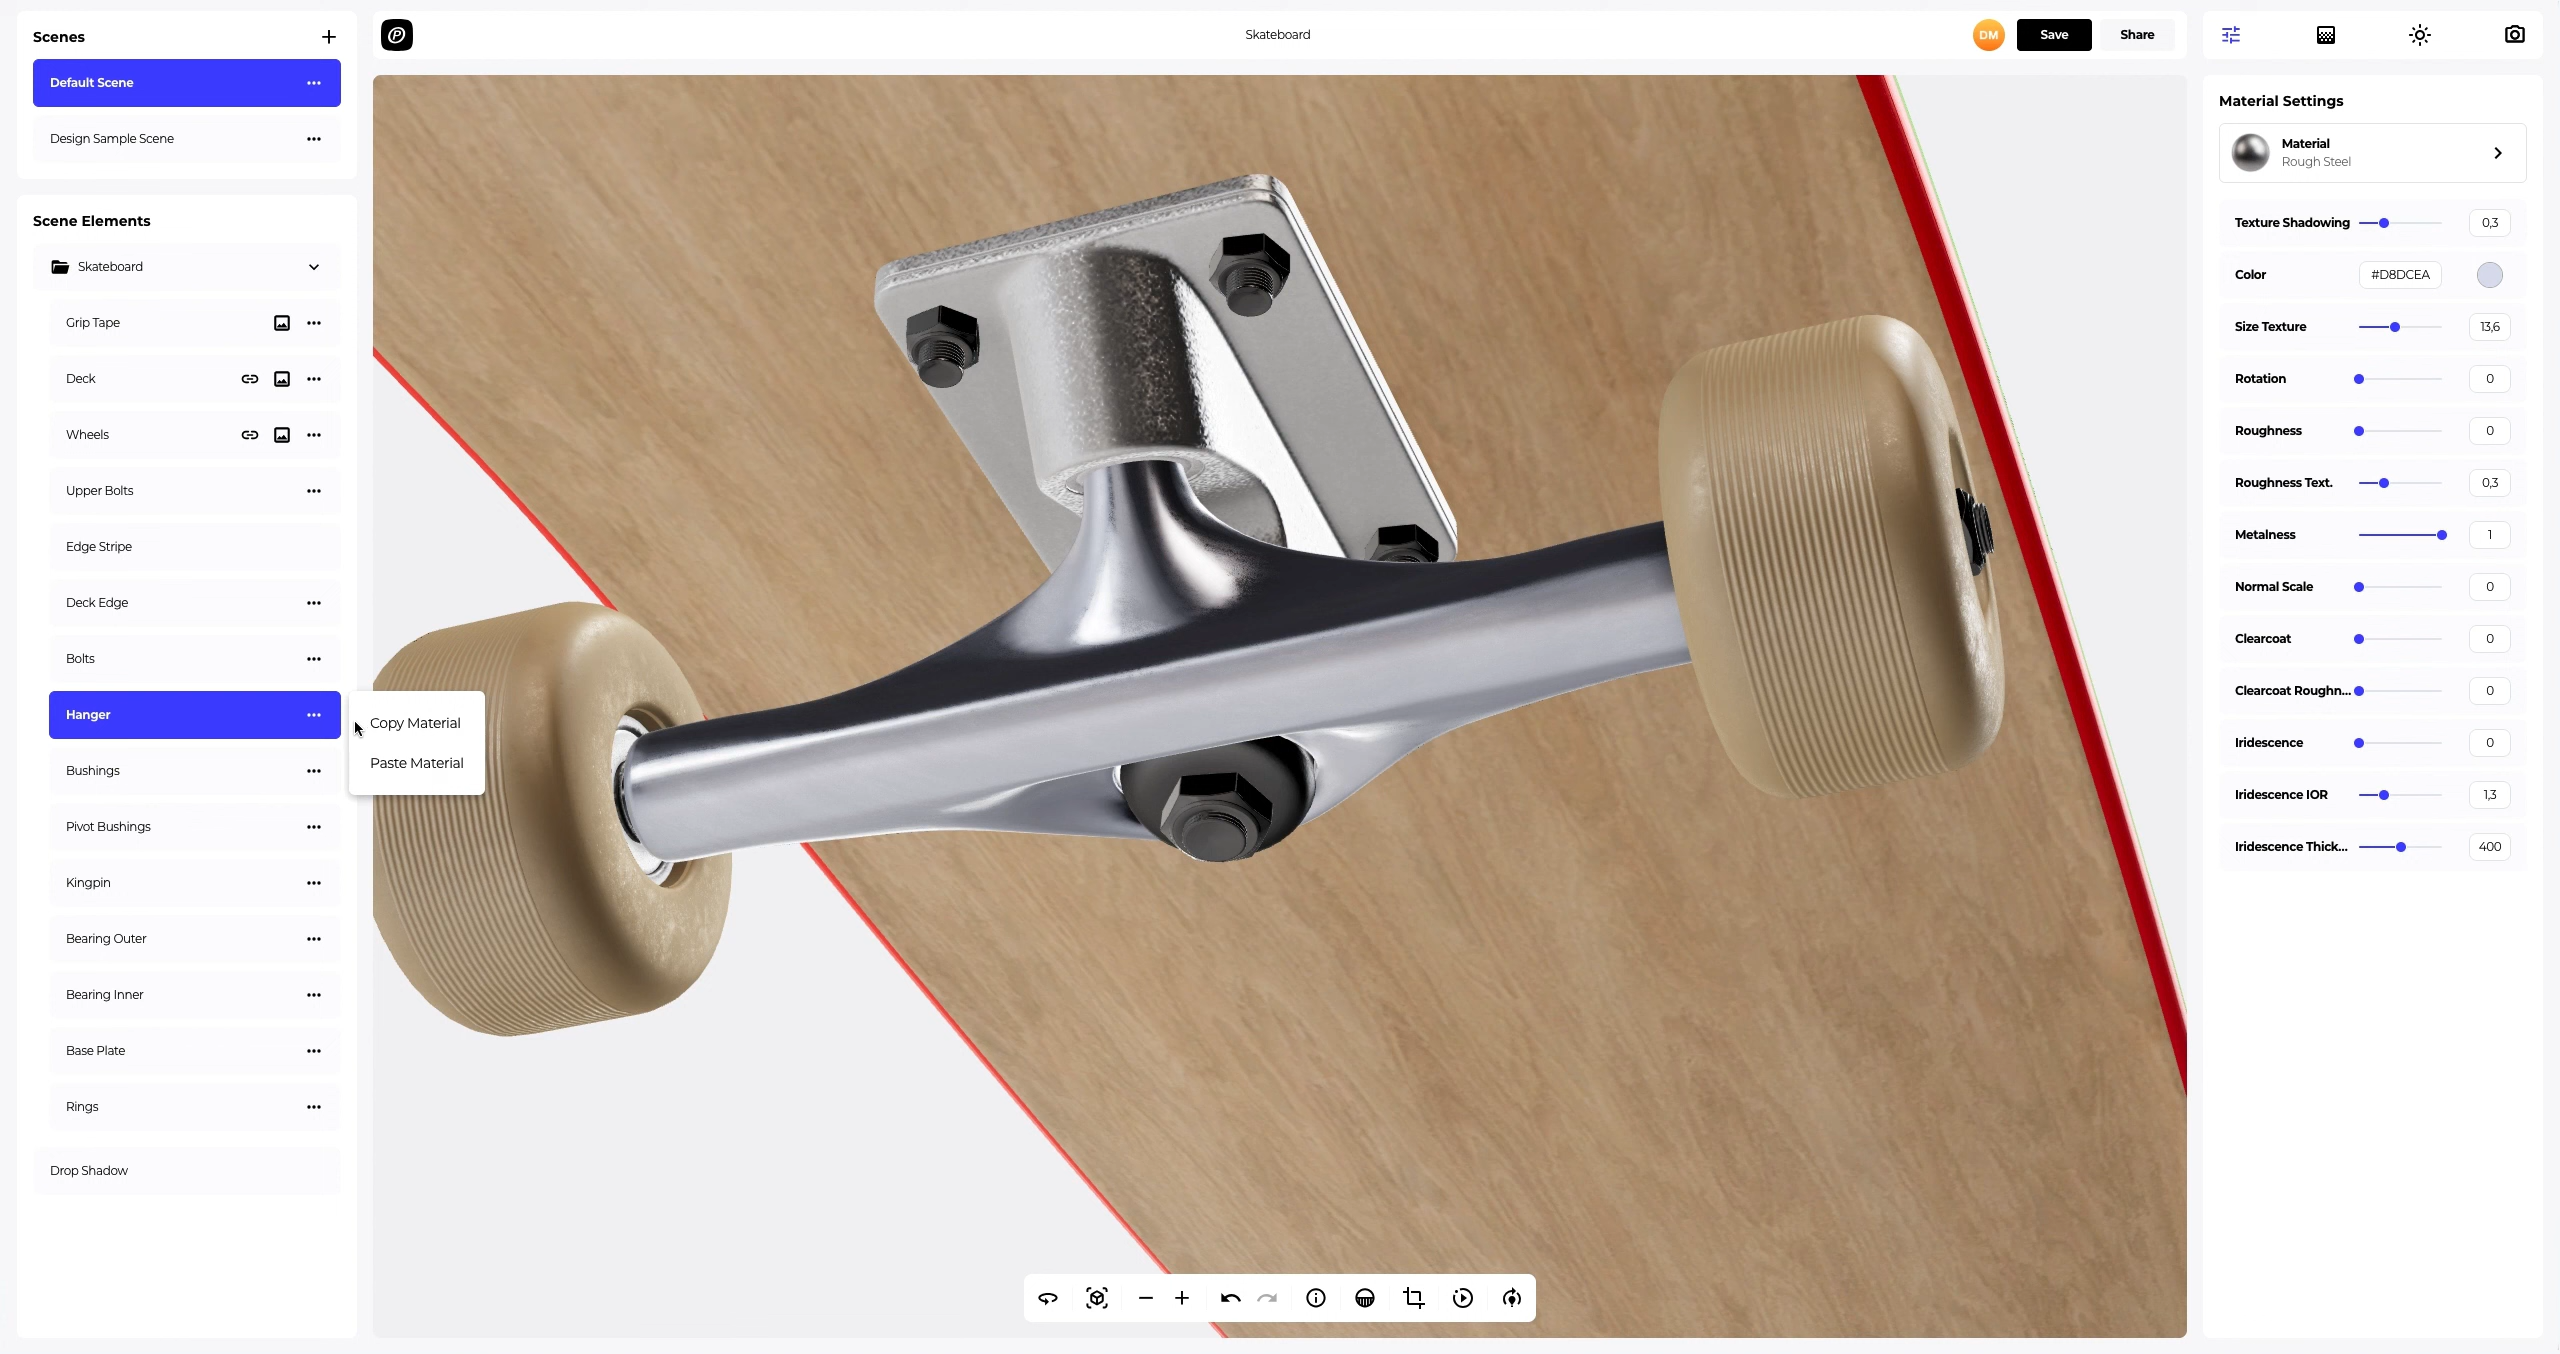 Scenes
Default Scene
Design Sample Scene
Scene Elements
Skateboard
Grip Tape
Deck
Wheels
Upper Bolts
Edge Stripe
Deck Edge
Bolts
Hanger
Bushings
Pivot Bushings
Kingpin
Bearing Outer
Bearing Inner
Base Plate
Rings
Drop Shadow
Copy Material
Paste Material
Skateboard
DM
Save
Share
Material Settings
Material
Rough Steel
Texture Shadowing 0,3
Color #D8DCEA
Size Texture 13,6
Rotation 0
Roughness 0
Roughness Text. 0,3
Metalness 1
Normal Scale 0
Clearcoat 0
Clearcoat Roughn... 0
Iridescence 0
Iridescence IOR 1,3
Iridescence Thick... 400